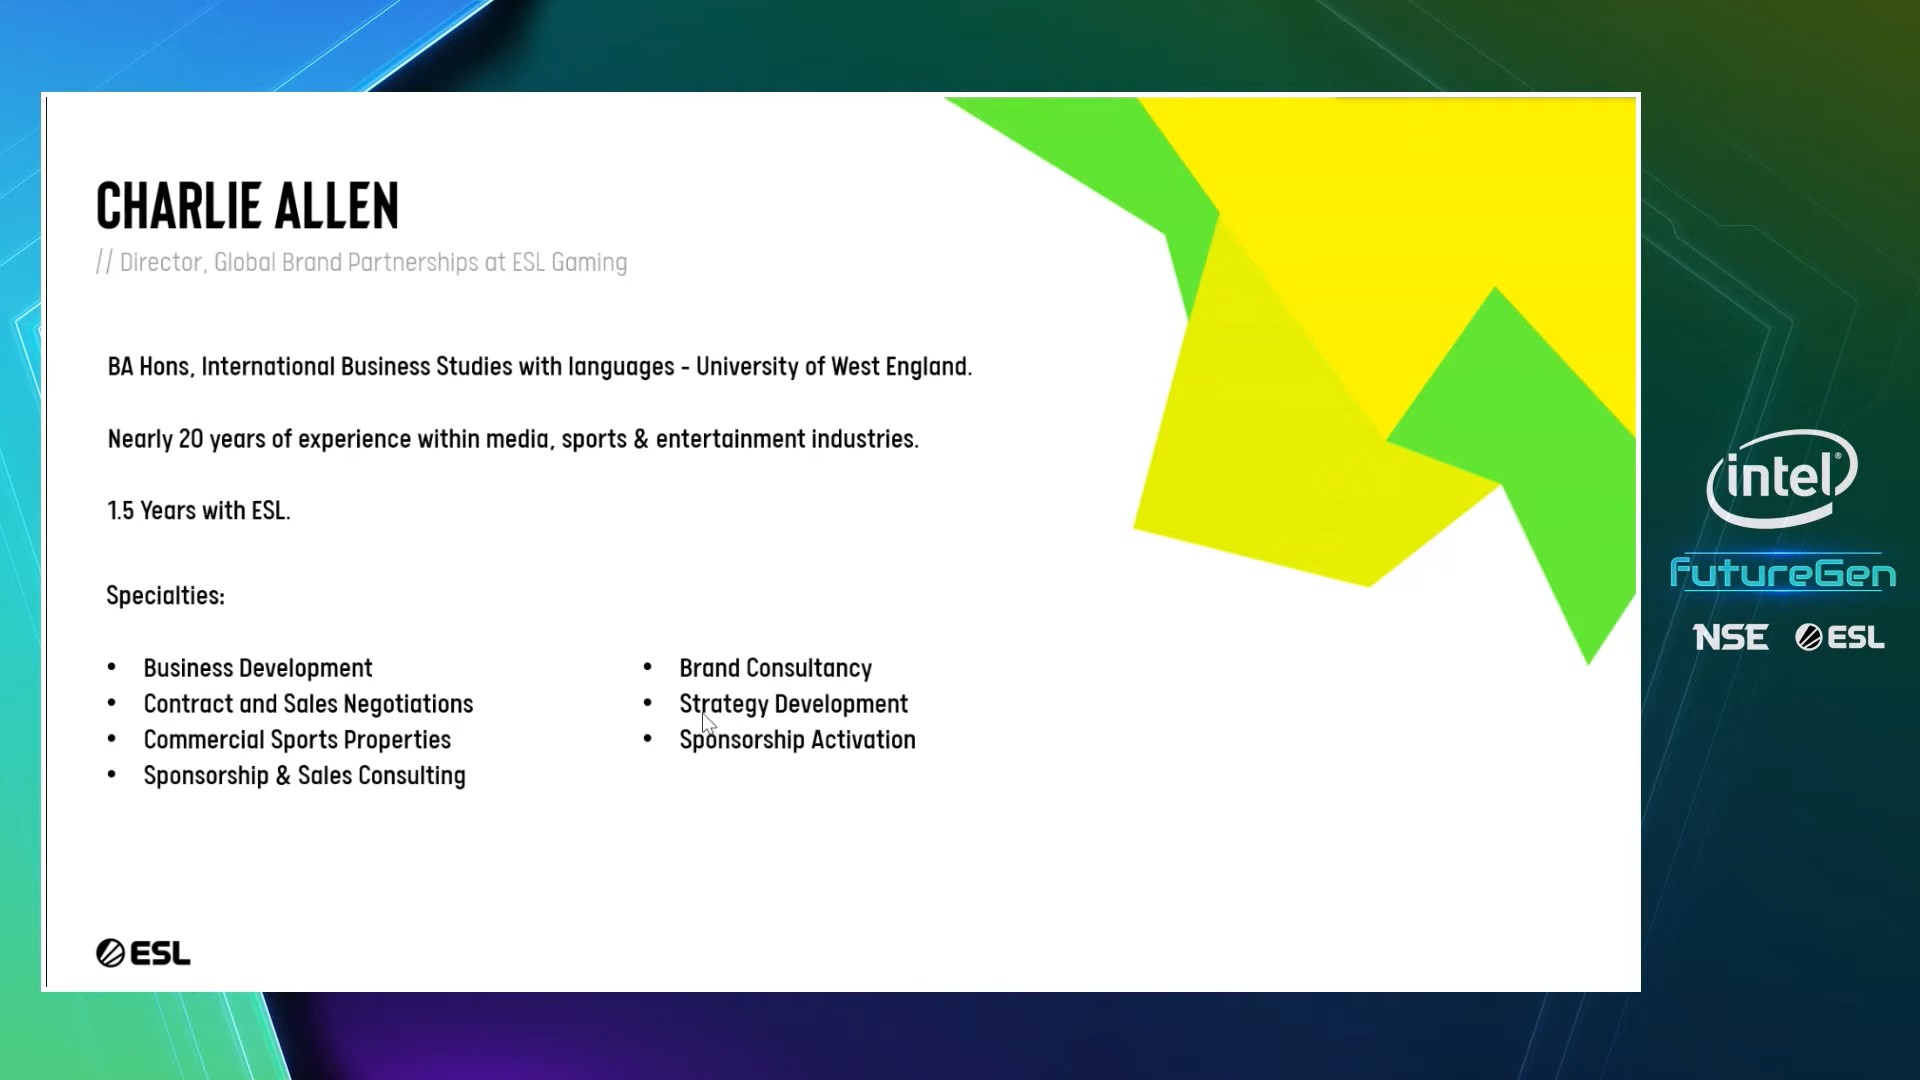 CHARLIE ALLEN
// Director, Global Brand Partnerships at ESL Gaming
BA Hons, International Business Studies with languages - University of West England.
Nearly 20 years of experience within media, sports & entertainment industries.
1.5 Years with ESL.
Specialties:
• Business Development
• Contract and Sales Negotiations
• Commercial Sports Properties
• Sponsorship & Sales Consulting
• Brand Consultancy
• Strategy Development
• Sponsorship Activation
ESL
intel®
FutureGen
NSE ESL